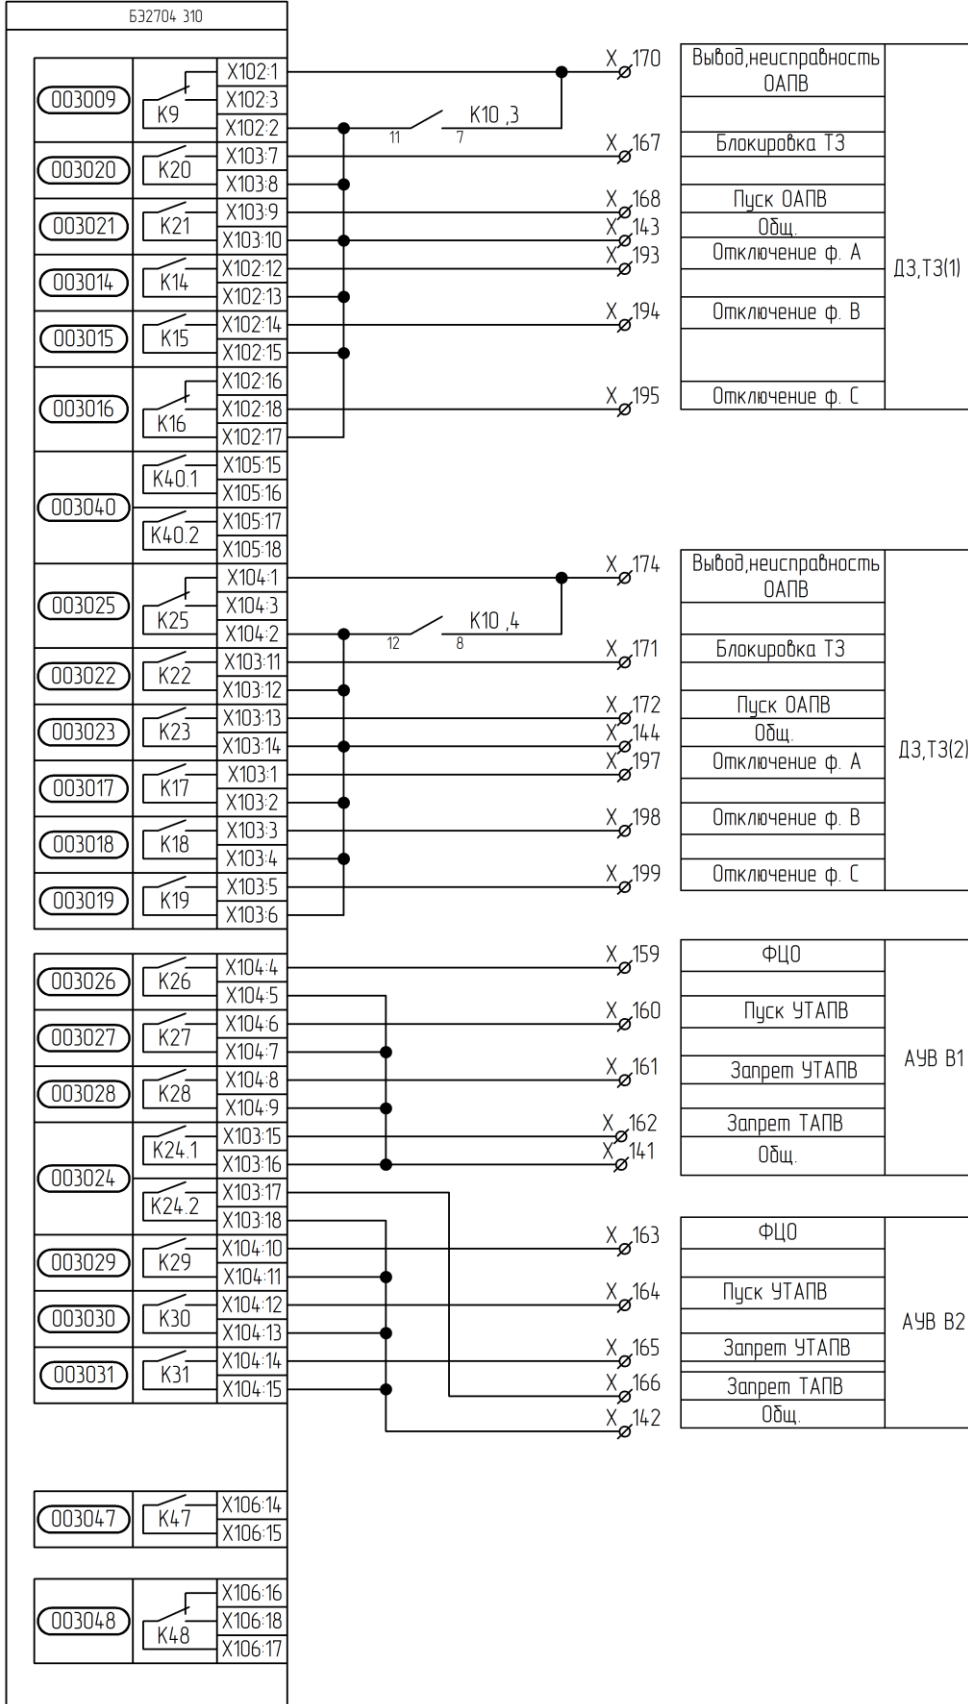 БЭ2704 310
X102:1
003009
K9
X102:3
X102:2
11
7
K10 ,3
X 170
Вывод,неисправность
ОАПВ
003020
K20
X103:7
X103:8
X 167
Блокировка ТЗ
003021
K21
X103:9
X103:10
X 168
Пуск ОАПВ
X 143
Общ.
003014
K14
X102:12
X102:13
X 193
Отключение ф. А
ДЗ,ТЗ(1)
003015
K15
X102:14
X102:15
X 194
Отключение ф. В
003016
K16
X102:16
X102:18
X102:17
X 195
Отключение ф. С
003040
K40.1
X105:15
X105:16
K40.2
X105:17
X105:18
003025
K25
X104:1
X104:3
X104:2
12
8
K10 ,4
X 174
Вывод,неисправность
ОАПВ
003022
K22
X103:11
X103:12
X 171
Блокировка ТЗ
003023
K23
X103:13
X103:14
X 172
Пуск ОАПВ
X 144
Общ.
003017
K17
X103:1
X103:2
X 197
Отключение ф. А
ДЗ,ТЗ(2)
003018
K18
X103:3
X103:4
X 198
Отключение ф. В
003019
K19
X103:5
X103:6
X 199
Отключение ф. С
003026
K26
X104:4
X104:5
X 159
ФЦО
003027
K27
X104:6
X104:7
X 160
Пуск УТАПВ
003028
K28
X104:8
X104:9
X 161
Запрет УТАПВ
АУВ В1
003024
K24.1
X103:15
X103:16
X 162
Запрет ТАПВ
X 141
Общ.
K24.2
X103:17
X103:18
003029
K29
X104:10
X104:11
X 163
ФЦО
003030
K30
X104:12
X104:13
X 164
Пуск УТАПВ
АУВ В2
003031
K31
X104:14
X104:15
X 165
Запрет УТАПВ
X 166
Запрет ТАПВ
X 142
Общ.
003047
K47
X106:14
X106:15
003048
K48
X106:16
X106:18
X106:17